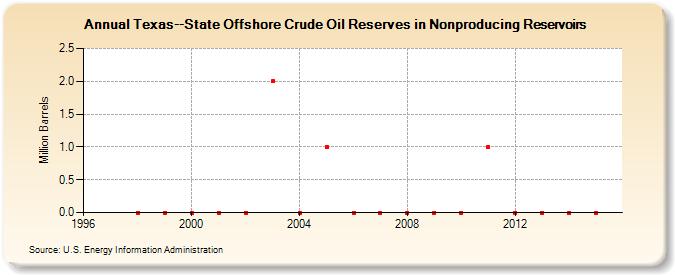 Annual Texas--State Offshore Crude Oil Reserves in Nonproducing Reservoirs
Million Barrels
2.5
2.0
1.5
1.0
0.5
0.0
1996 2000 2004 2008 2012
Source: U.S. Energy Information Administration